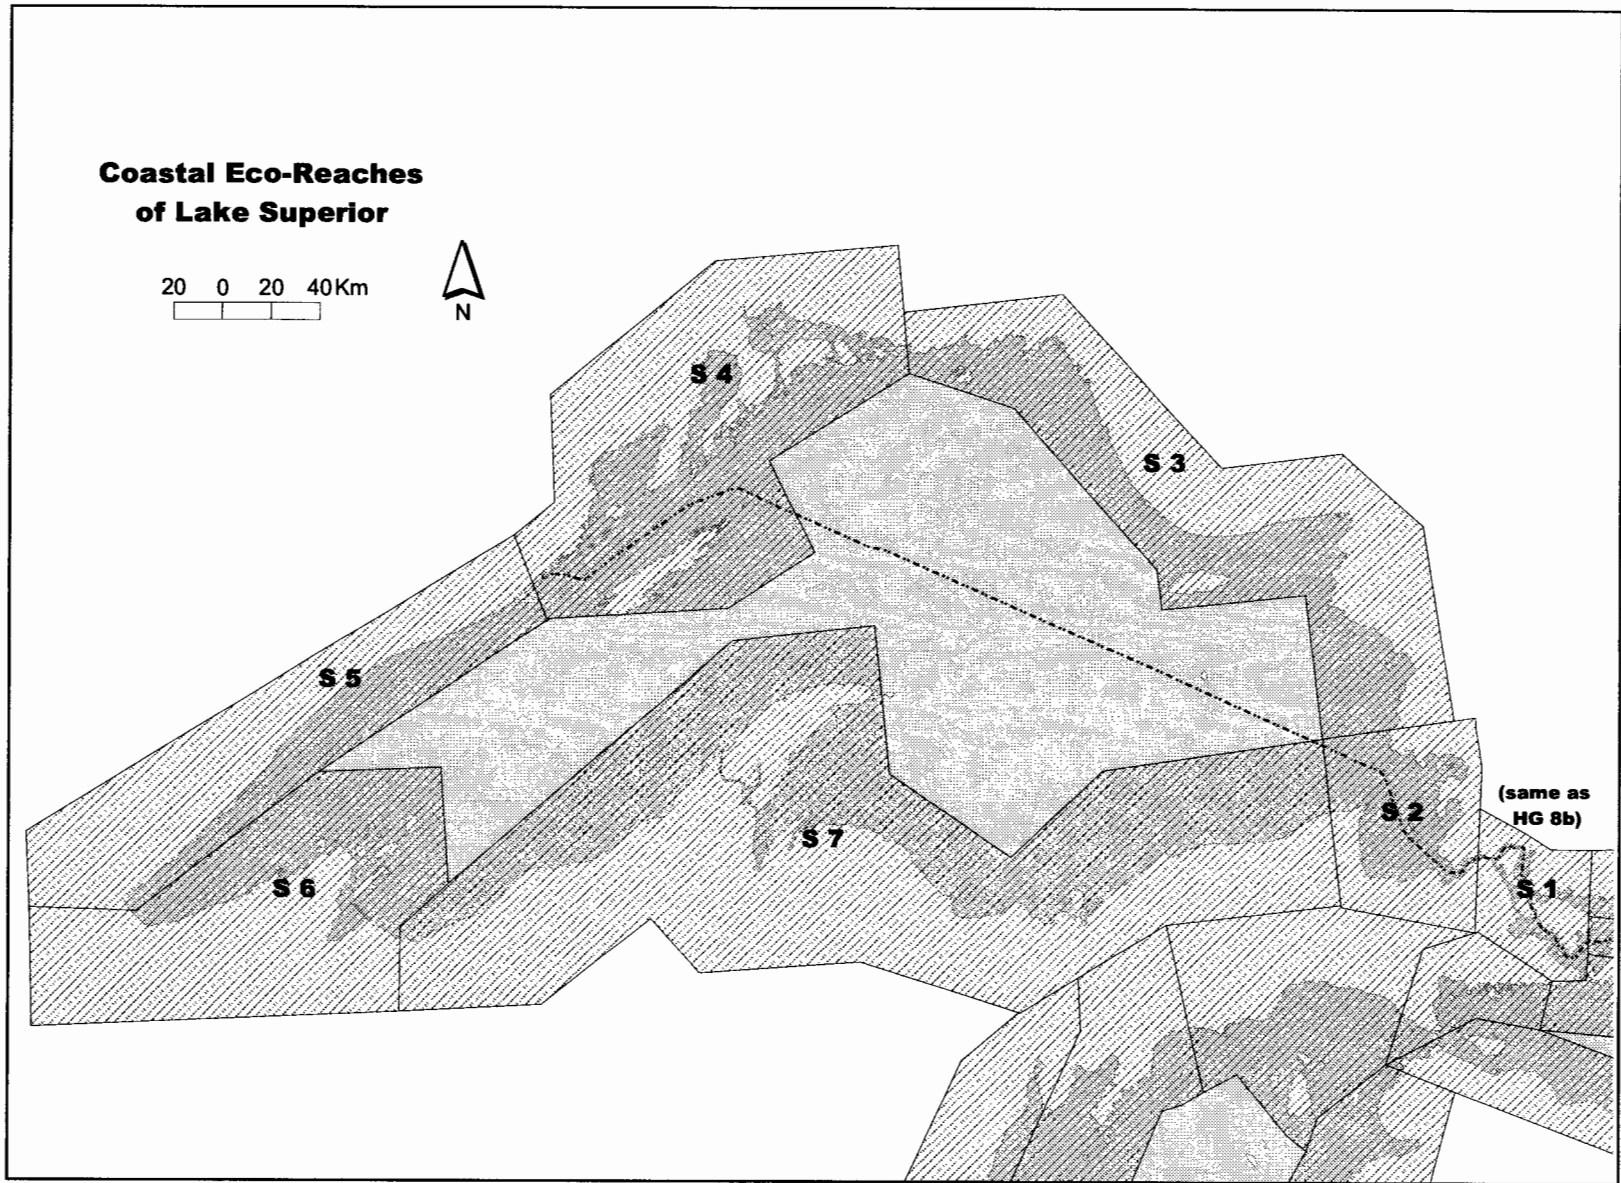 Coastal Eco-Reaches
of Lake Superior
20 0 20 40 Km
N
S 4
S 3
S 5
S 7
S 6
S 2
(same as
HG 8b)
S 1